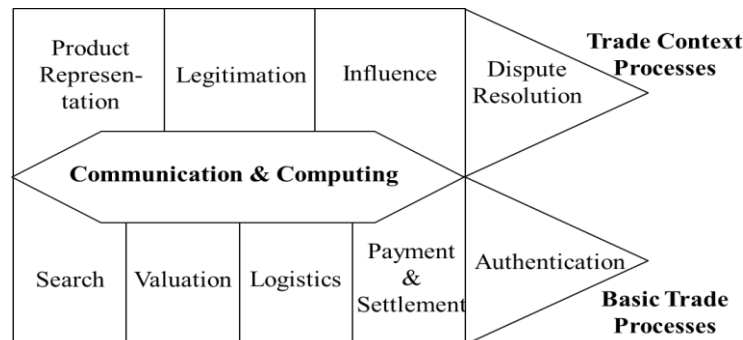 Product
Represen-
tation
Legitimation
Influence
Dispute
Resolution
Trade Context
Processes
Communication & Computing
Search
Valuation
Logistics
Payment
&
Settlement
Authentication
Basic Trade
Processes